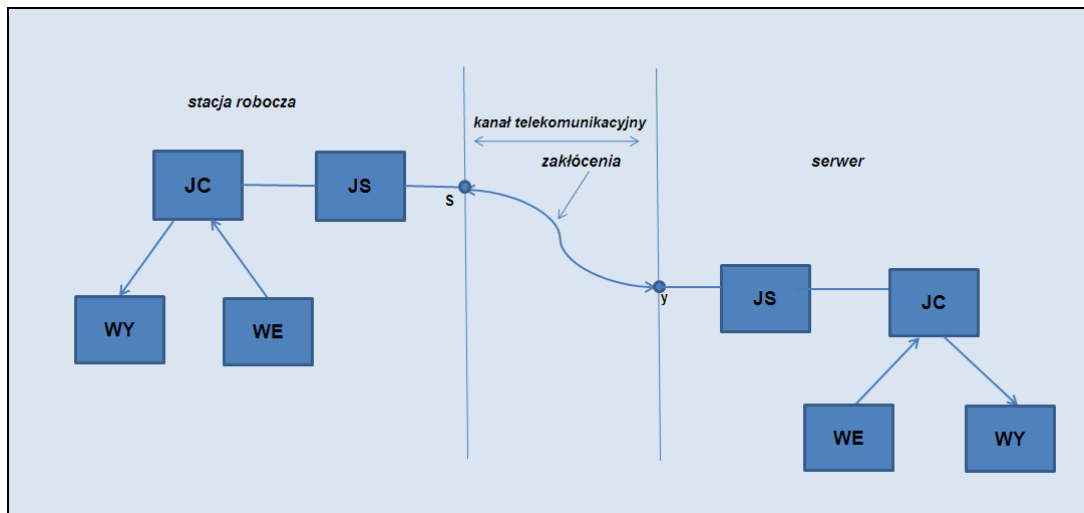 stacja robocza
kanał telekomunikacyjny
zakłócenia
serwer
JC
JS
S
WY
WE
y
JS
JC
WE
WY